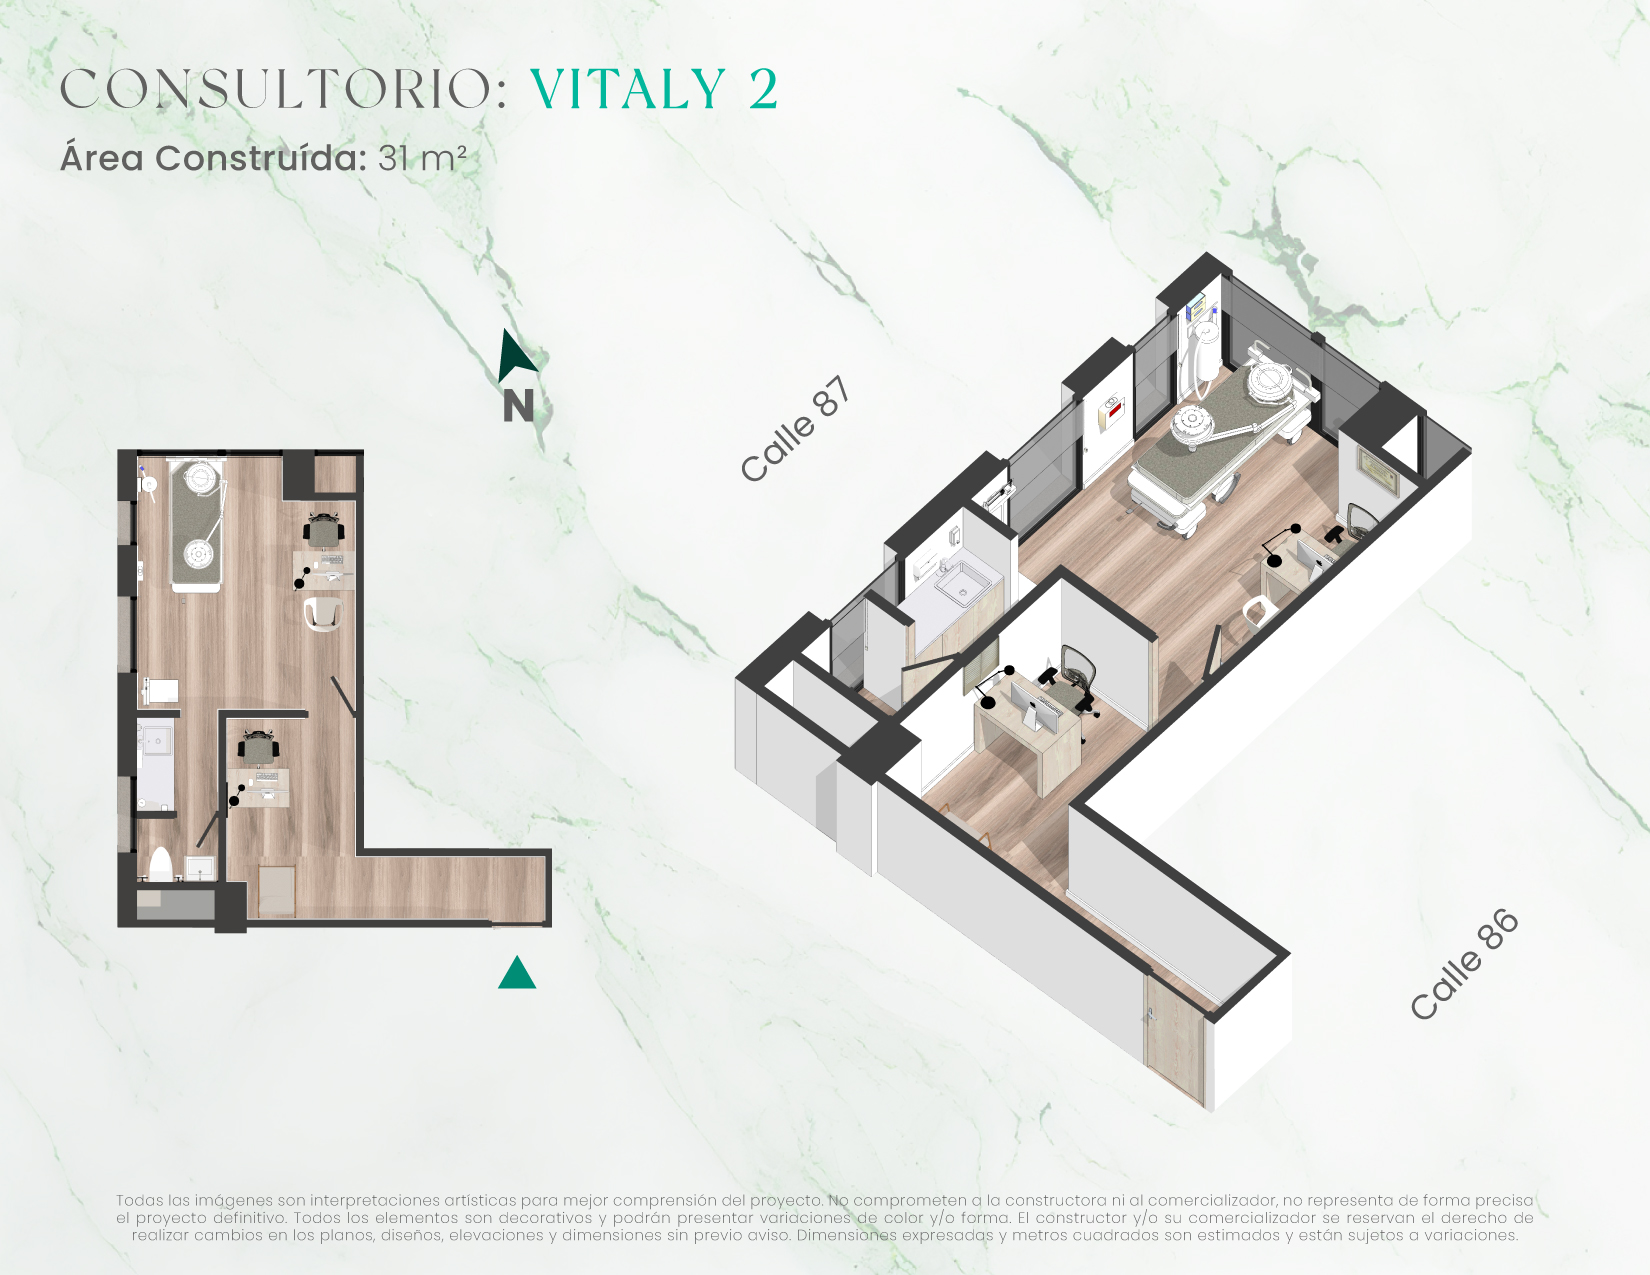 CONSULTORIO: VITALY 2
Área Construída: 31 m²
N
Calle 87
Calle 86
Todas las imágenes son interpretaciones artísticas para mejor comprensión del proyecto. No comprometen a la constructora ni al comercializador, no representa de forma precisa
el proyecto definitivo. Todos los elementos son decorativos y podrán presentar variaciones de color y/o forma. El constructor y/o su comercializador se reservan el derecho de
realizar cambios en los planos, diseños, elevaciones y dimensiones sin previo aviso. Dimensiones expresadas y metros cuadrados son estimados y están sujetos a variaciones.